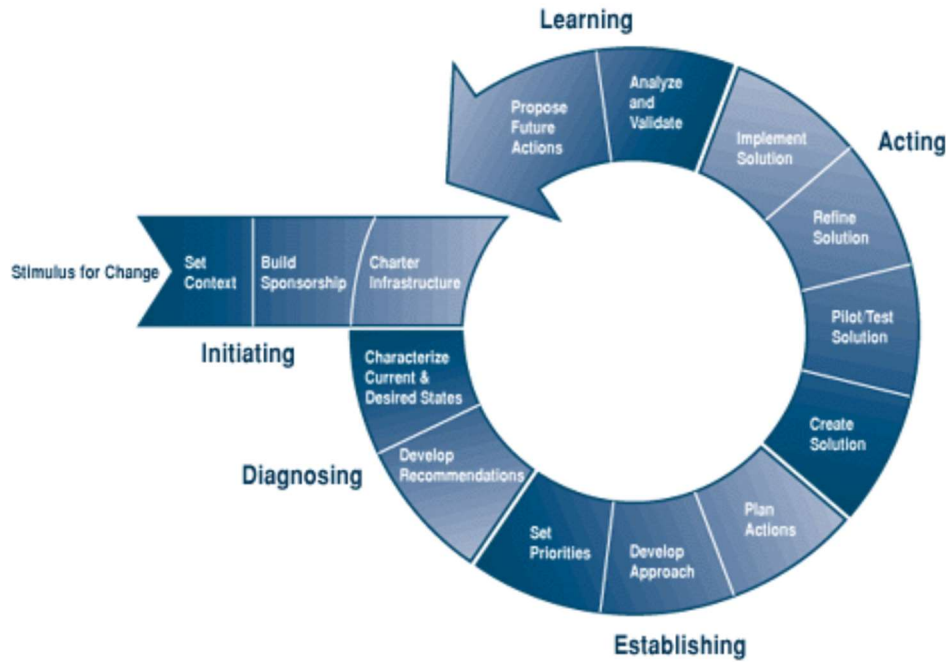 Learning
Analyze
and
Validate
Propose
Future
Actions
Implement
Solution
Acting
Refine
Solution
Stimulus for Change
Set
Context
Build
Sponsorship
Charter
Infrastructure
Pilot/Test
Solution
Initiating
Characterize
Current &
Desired States
Create
Solution
Diagnosing
Develop
Recommendations
Set
Priorities
Develop
Approach
Plan
Actions
Establishing